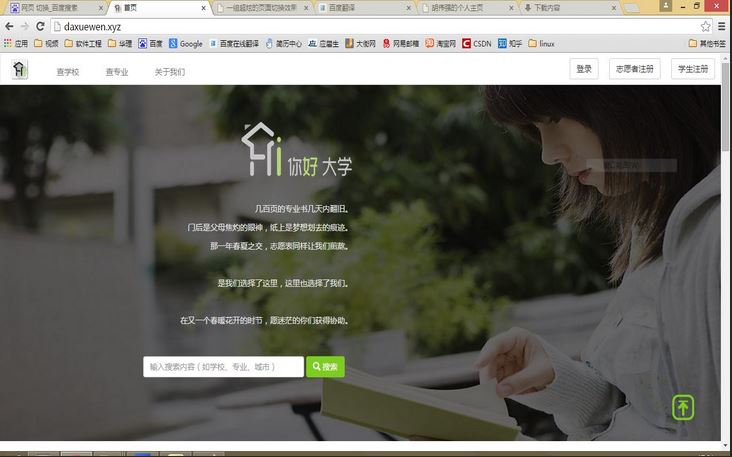 网页 切换_百度搜索
首页
一组超炫的页面切换效果
百度翻译
胡伟强的个人主页
下载内容
daxuewen.xyz
应用 视频 软件工程 华理 百度 Google 百度在线翻译 简历中心 应届生 大街网 网易邮箱 淘宝网 CSDN 知乎 linux 其他书签
查学校 查专业 关于我们 登录 志愿者注册 学生注册
Hi 你好 大学
几百页的专业书几天内翻旧。
门后是父母焦灼的眼神，纸上是梦想划去的痕迹。
那一年春夏之交，志愿表同样让我们煎熬。
是我们选择了这里，这里也选择了我们。
在又一个春暖花开的时节，愿迷茫的你们获得协助。
输入搜索内容（如学校、专业、城市）
搜索